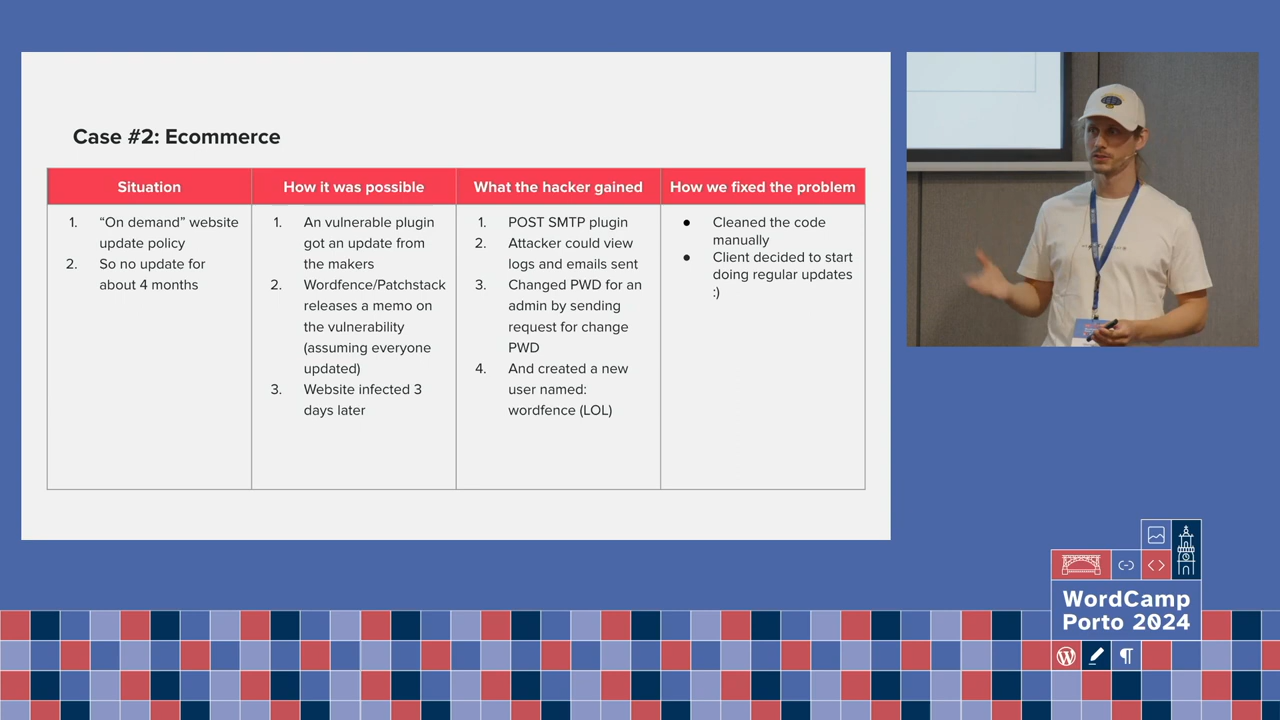 Case #2: Ecommerce
Situation
How it was possible
What the hacker gained
How we fixed the problem
1. “On demand” website
update policy
2. So no update for
about 4 months
1. An vulnerable plugin
got an update from
the makers
2. Wordfence/Patchstack
releases a memo on
the vulnerability
(assuming everyone
updated)
3. Website infected 3
days later
1. POST SMTP plugin
2. Attacker could view
logs and emails sent
3. Changed PWD for an
admin by sending
request for change
PWD
4. And created a new
user named:
wordfence (LOL)
● Cleaned the code
manually
● Client decided to start
doing regular updates
:)
WordCamp
Porto 2024